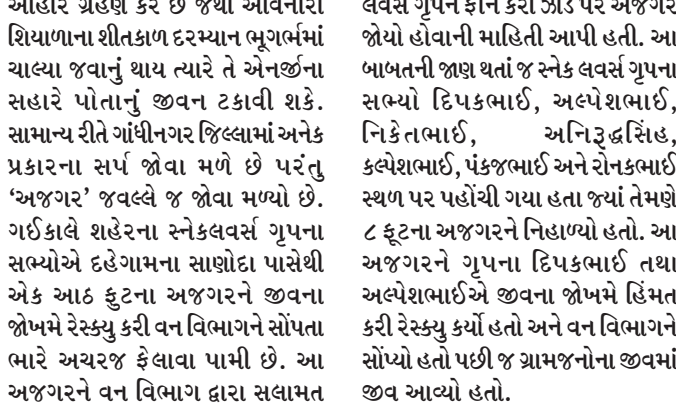 આહાર ગ્રહણ કરે છે જેથી આવનારા
શિયાળાના શીતકાળ દરમ્યાન ભૂગર્ભમાં
ચાલ્યા જવાનું થાય ત્યારે તે એનર્જીના
સહારે પોતાનું જીવન ટકાવી શકે.
સામાન્ય રીતે ગાંધીનગર જિલ્લામાં અનેક
પ્રકારના સર્પ જોવા મળે છે પરંતુ
‘અજગર’ જવલ્લે જ જોવા મળ્યો છે.
ગઈકાલે શહેરના સ્નેકલવર્સ ગૃપના
સભ્યોએ દહેગામના સાણોદા પાસેથી
એક આઠ ફુટના અજગરને જીવના
જોખમે રેસ્ક્યુ કરી વન વિભાગને સોંપતા
ભારે અચરજ ફેલાવા પામી છે. આ
અજગરને વન વિભાગ દ્વારા સલામત
લવર્સ ગૃપને ફોન કરી ઝાડ પર અજગર
જોયો હોવાની માહિતી આપી હતી. આ
બાબતની જાણ થતાં જ સ્નેક લવર્સ ગૃપના
સભ્યો દિપકભાઈ, અલ્પેશભાઈ,
નિકેતભાઈ, અનિરૂદ્ધસિંહ,
કલ્પેશભાઈ, પંકજભાઈ અને રોનકભાઈ
સ્થળ પર પહોંચી ગયા હતા જ્યાં તેમણે
૮ ફૂટના અજગરને નિહાળ્યો હતો. આ
અજગરને ગૃપના દિપકભાઈ તથા
અલ્પેશભાઈએ જીવના જોખમે હિંમત
કરી રેસ્ક્યુ કર્યો હતો અને વન વિભાગને
સોંપ્યો હતો પછી જ ગ્રામજનોના જીવમાં
જીવ આવ્યો હતો.